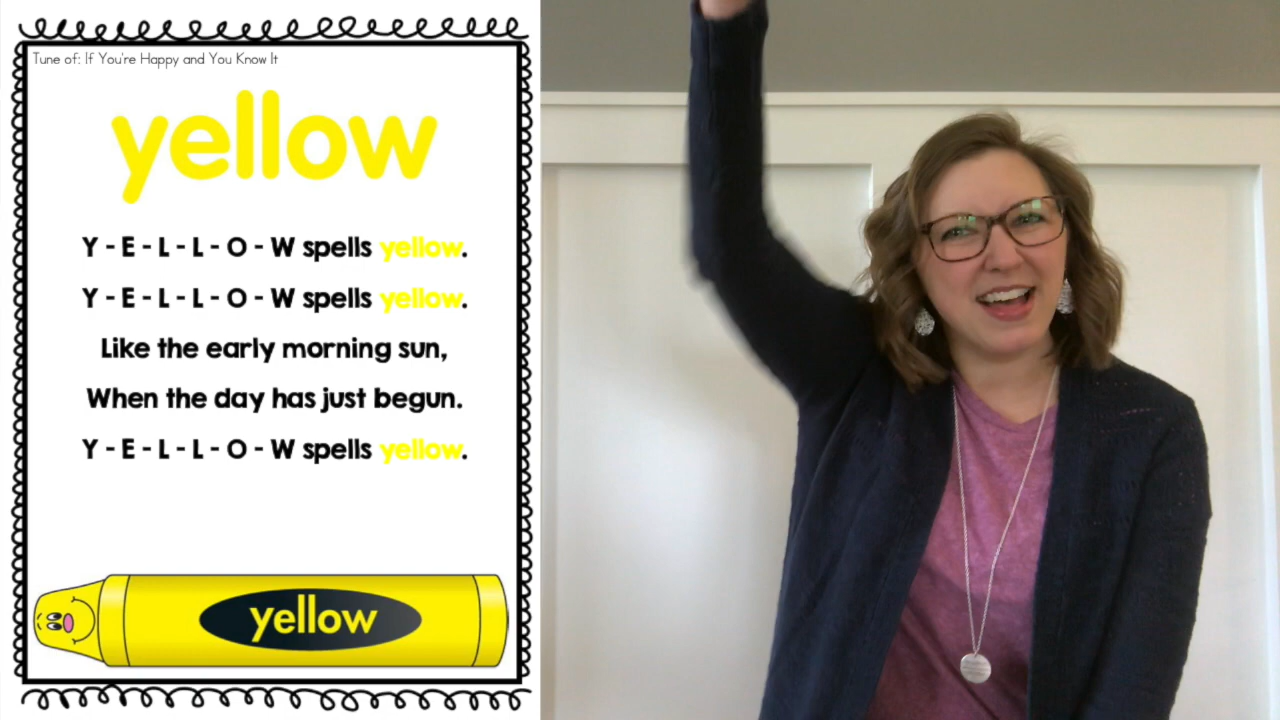 Tune of: If You're Happy and You Know It
yellow
Y - E - L - L - O - W spells yellow.
Y - E - L - L - O - W spells yellow.
Like the early morning sun,
When the day has just begun.
Y - E - L - L - O - W spells yellow.
yellow